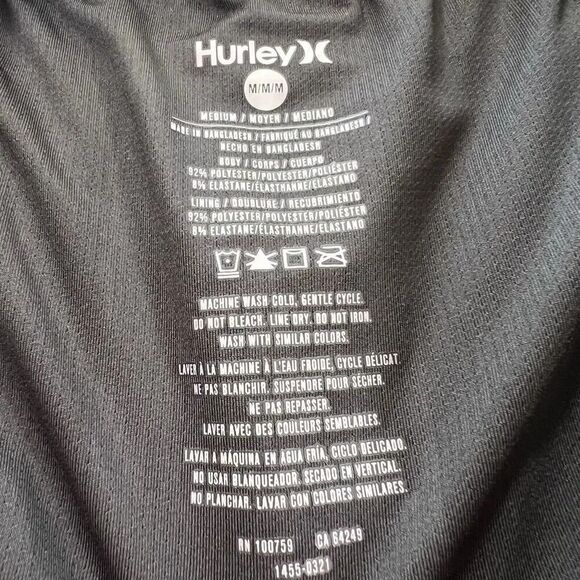 Hurley
M/M/M
MEDIUM / MOYEN / MEDIANO
MADE IN BANGLADESH / FABRIQUÉ AU BANGLADESH /
HECHO EN BANGLADESH
BODY / CORPS / CUERPO
92% POLYESTER/POLYESTER/POLIÉSTER
8% ELASTANE/ÉLASTHANNE/ELASTANO
LINING / DOUBLURE / RECUBRIMIENTO
92% POLYESTER/POLYESTER/POLIÉSTER
8% ELASTANE/ÉLASTHANNE/ELASTANO
MACHINE WASH COLD, GENTLE CYCLE.
DO NOT BLEACH. LINE DRY. DO NOT IRON.
WASH WITH SIMILAR COLORS.
LAVER À LA MACHINE À L'EAU FROIDE, CYCLE DÉLICAT
NE PAS BLANCHIR. SUSPENDRE POUR SÉCHER.
NE PAS REPASSER.
LAVER AVEC DES COULEURS SEMBLABLES.
LAVAR A MÁQUINA EN AGUA FRÍA, CICLO DELICADO.
NO USAR BLANQUEADOR. SECADO EN VERTICAL.
NO PLANCHAR. LAVAR CON COLORES SIMILARES.
RN 100759 CA 64249
1455-0321